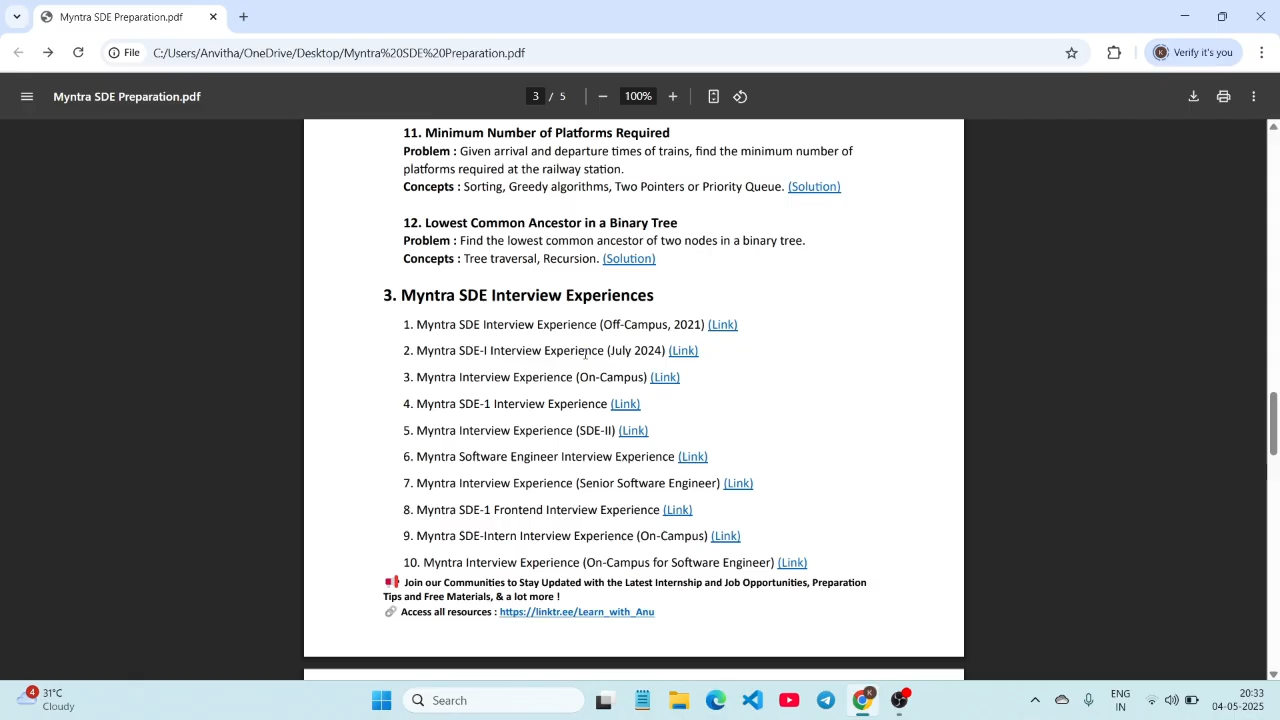 Myntra SDE Preparation.pdf
File C:/Users/Anvitha/OneDrive/Desktop/Myntra%20SDE%20Preparation.pdf
K Verify it's you
Myntra SDE Preparation.pdf 3 / 5 100%
11. Minimum Number of Platforms Required
Problem : Given arrival and departure times of trains, find the minimum number of
platforms required at the railway station.
Concepts : Sorting, Greedy algorithms, Two Pointers or Priority Queue. (Solution)
12. Lowest Common Ancestor in a Binary Tree
Problem : Find the lowest common ancestor of two nodes in a binary tree.
Concepts : Tree traversal, Recursion. (Solution)
3. Myntra SDE Interview Experiences
1. Myntra SDE Interview Experience (Off-Campus, 2021) (Link)
2. Myntra SDE-I Interview Experience (July 2024) (Link)
3. Myntra Interview Experience (On-Campus) (Link)
4. Myntra SDE-1 Interview Experience (Link)
5. Myntra Interview Experience (SDE-II) (Link)
6. Myntra Software Engineer Interview Experience (Link)
7. Myntra Interview Experience (Senior Software Engineer) (Link)
8. Myntra SDE-1 Frontend Interview Experience (Link)
9. Myntra SDE-Intern Interview Experience (On-Campus) (Link)
10. Myntra Interview Experience (On-Campus for Software Engineer) (Link)
Join our Communities to Stay Updated with the Latest Internship and Job Opportunities, Preparation
Tips and Free Materials, & a lot more !
Access all resources : https://linktr.ee/Learn_with_Anu
4 31°C
Cloudy
Search
K
ENG
IN
20:33
04-05-2025